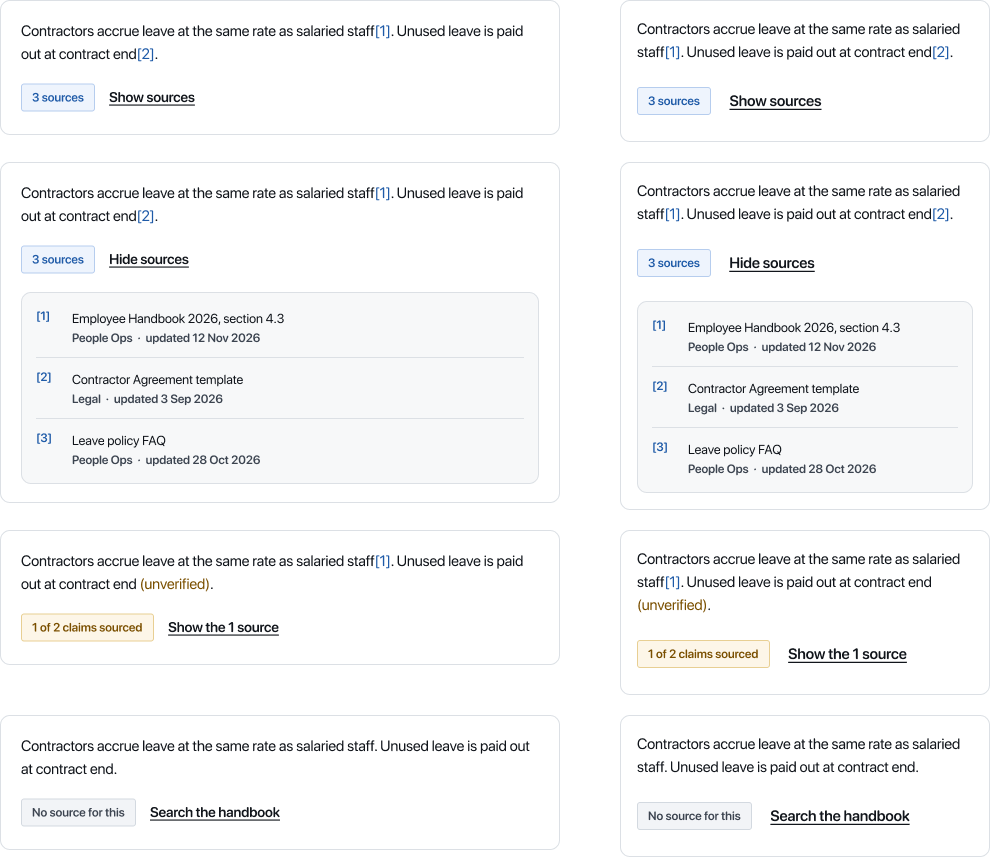 Contractors accrue leave at the same rate as salaried staff[1]. Unused leave is paid
out at contract end[2].
3 sources Show sources
Contractors accrue leave at the same rate as salaried
staff[1]. Unused leave is paid out at contract end[2].
3 sources Show sources
Contractors accrue leave at the same rate as salaried staff[1]. Unused leave is paid
out at contract end[2].
3 sources Hide sources
[1] Employee Handbook 2026, section 4.3
People Ops · updated 12 Nov 2026
[2] Contractor Agreement template
Legal · updated 3 Sep 2026
[3] Leave policy FAQ
People Ops · updated 28 Oct 2026
Contractors accrue leave at the same rate as salaried
staff[1]. Unused leave is paid out at contract end[2].
3 sources Hide sources
[1] Employee Handbook 2026, section 4.3
People Ops · updated 12 Nov 2026
[2] Contractor Agreement template
Legal · updated 3 Sep 2026
[3] Leave policy FAQ
People Ops · updated 28 Oct 2026
Contractors accrue leave at the same rate as salaried staff[1]. Unused leave is paid
out at contract end (unverified).
1 of 2 claims sourced Show the 1 source
Contractors accrue leave at the same rate as salaried
staff[1]. Unused leave is paid out at contract end
(unverified).
1 of 2 claims sourced Show the 1 source
Contractors accrue leave at the same rate as salaried staff. Unused leave is paid out
at contract end.
No source for this Search the handbook
Contractors accrue leave at the same rate as salaried
staff. Unused leave is paid out at contract end.
No source for this Search the handbook